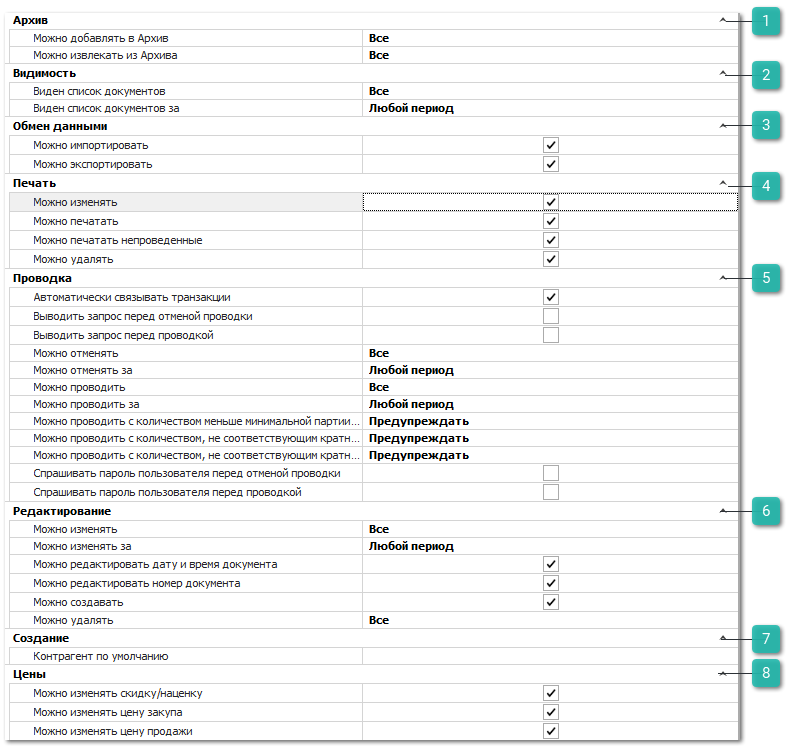 Архив 1
Можно добавлять в Архив Все
Можно извлекать из Архива Все
Видимость 2
Виден список документов Все
Виден список документов за Любой период
Обмен данными 3
Можно импортировать
Можно экспортировать
Печать 4
Можно изменять
Можно печатать
Можно печатать непроведенные
Можно удалять
Проводка 5
Автоматически связывать транзакции
Выводить запрос перед отменой проводки
Выводить запрос перед проводкой
Можно отменять Все
Можно отменять за Любой период
Можно проводить Все
Можно проводить за Любой период
Можно проводить с количеством меньше минимальной партии... Предупреждать
Можно проводить с количеством, не соответствующим кратн... Предупреждать
Можно проводить с количеством, не соответствующим кратн... Предупреждать
Спрашивать пароль пользователя перед отменой проводки
Спрашивать пароль пользователя перед проводкой
Редактирование 6
Можно изменять Все
Можно изменять за Любой период
Можно редактировать дату и время документа
Можно редактировать номер документа
Можно создавать
Можно удалять Все
Создание 7
Контрагент по умолчанию
Цены 8
Можно изменять скидку/наценку
Можно изменять цену закупа
Можно изменять цену продажи